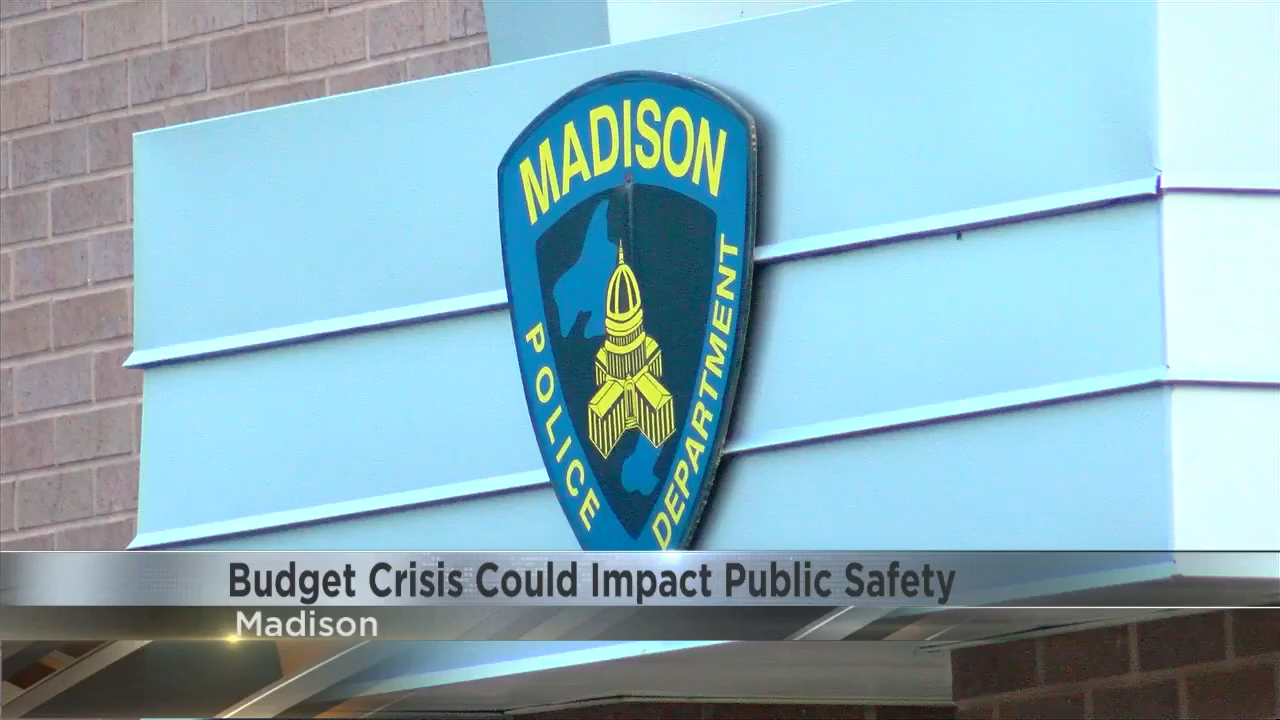 MADISON
POLICE
DEPARTMENT
Budget Crisis Could Impact Public Safety
Madison